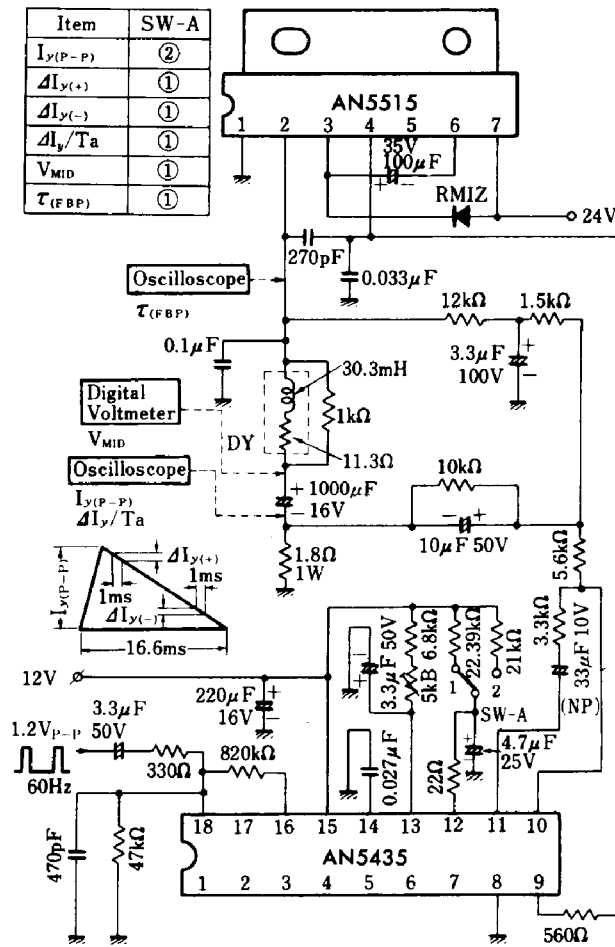 Item SW-A
Iy(P-P) ②
ΔIy(+) ①
ΔIy(-) ①
ΔIy/Ta ①
VMID ①
τ(FBP) ①
AN5515
1 2 3 4 5 6 7
35V
100μF
+ -
RMIZ
24V
270pF
0.033μF
Oscilloscope
τ(FBP)
12kΩ
1.5kΩ
0.1μF
3.3μF
100V
+
-
30.3mH
1kΩ
Digital
Voltmeter
VMID
DY
11.3Ω
Oscilloscope
Iy(P-P)
ΔIy/Ta
+ 1000μF
- 16V
10kΩ
- +
10μF 50V
1.8Ω
1W
5.6kΩ
Iy(P-P)
ΔIy(+)
1ms
1ms
ΔIy(-)
16.6ms
3.3kΩ
33μF 10V
(NP)
12V
220μF
16V
+
-
3.3μF 50V
6.8kΩ
5kB
22.39kΩ
21kΩ
1 2
SW-A
1.2VP-P
60Hz
3.3μF
50V
330Ω
820kΩ
0.027μF
22Ω
+
-
4.7μF
25V
470pF
47kΩ
18 17 16 15 14 13 12 11 10
AN5435
1 2 3 4 5 6 7 8 9
560Ω